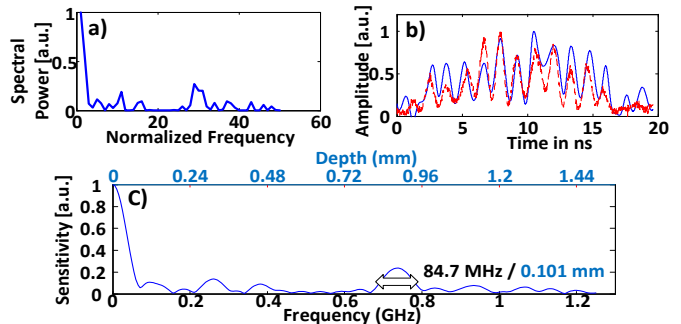 a)
Spectral
Power [a.u.]
1
0.5
0
0 20 40 60
Normalized Frequency
b)
Amplitude [a.u.]
1
0.5
0
0 5 10 15 20
Time in ns
Depth (mm)
0 0.24 0.48 0.72 0.96 1.2 1.44
C)
Sensitivity [a.u.]
1
0.8
0.6
0.4
0.2
0
84.7 MHz / 0.101 mm
0 0.2 0.4 0.6 0.8 1 1.2
Frequency (GHz)